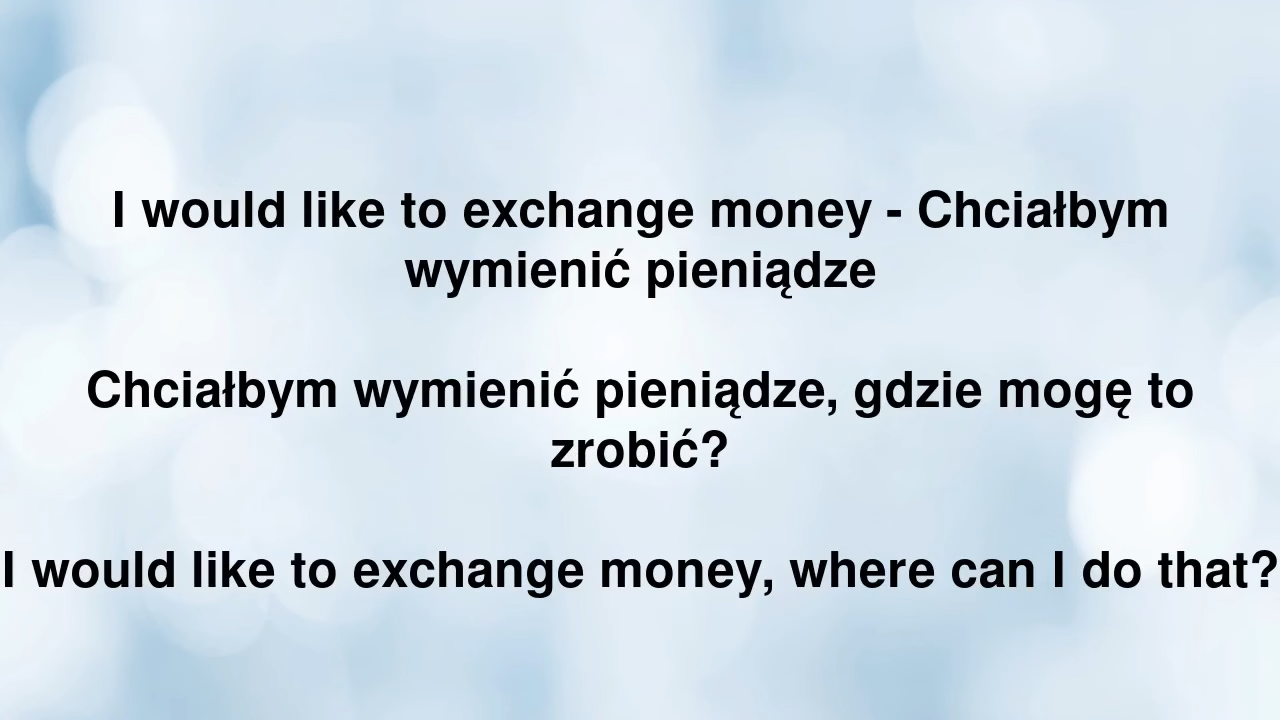 I would like to exchange money - Chciałbym
wymienić pieniądze
Chciałbym wymienić pieniądze, gdzie mogę to
zrobić?
I would like to exchange money, where can I do that?